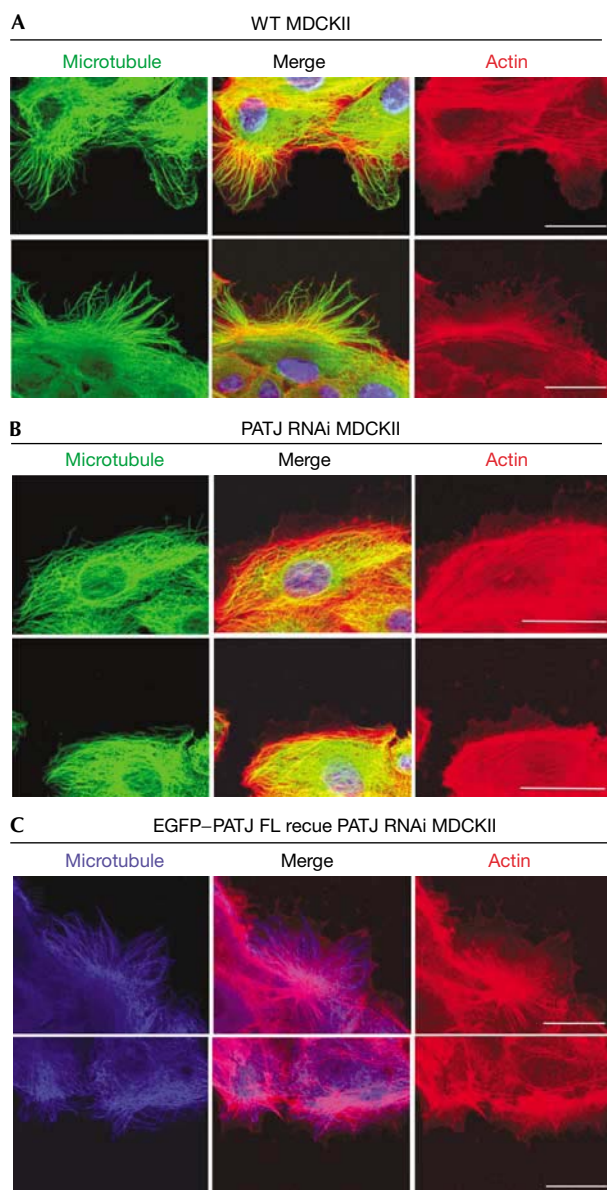 A
WT MDCKII
Microtubule Merge Actin
B
PATJ RNAi MDCKII
Microtubule Merge Actin
C
EGFP–PATJ FL recue PATJ RNAi MDCKII
Microtubule Merge Actin